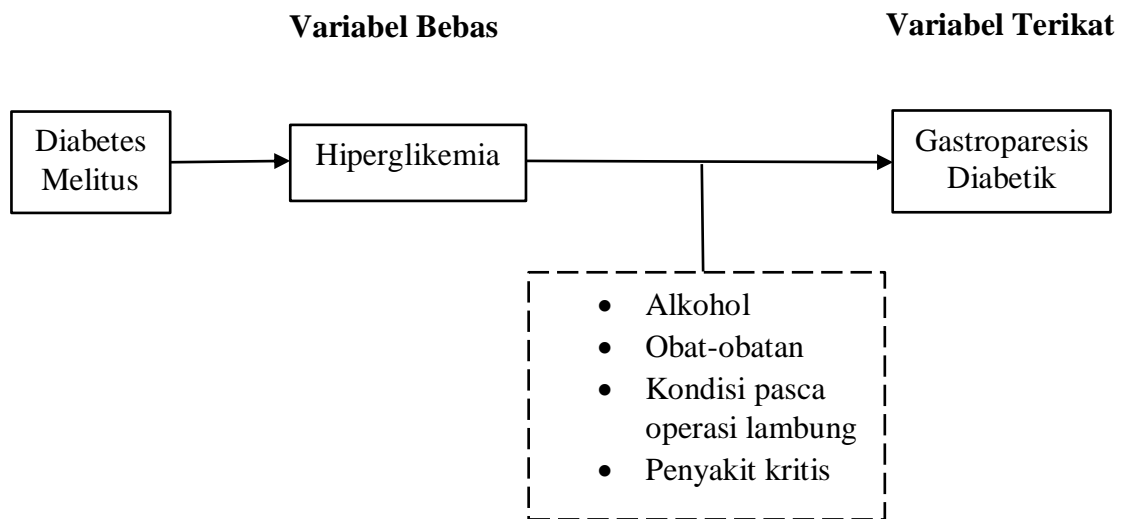 Variabel Bebas
Variabel Terikat
Diabetes
Melitus
Hiperglikemia
Gastroparesis
Diabetik
• Alkohol
• Obat-obatan
• Kondisi pasca
operasi lambung
• Penyakit kritis